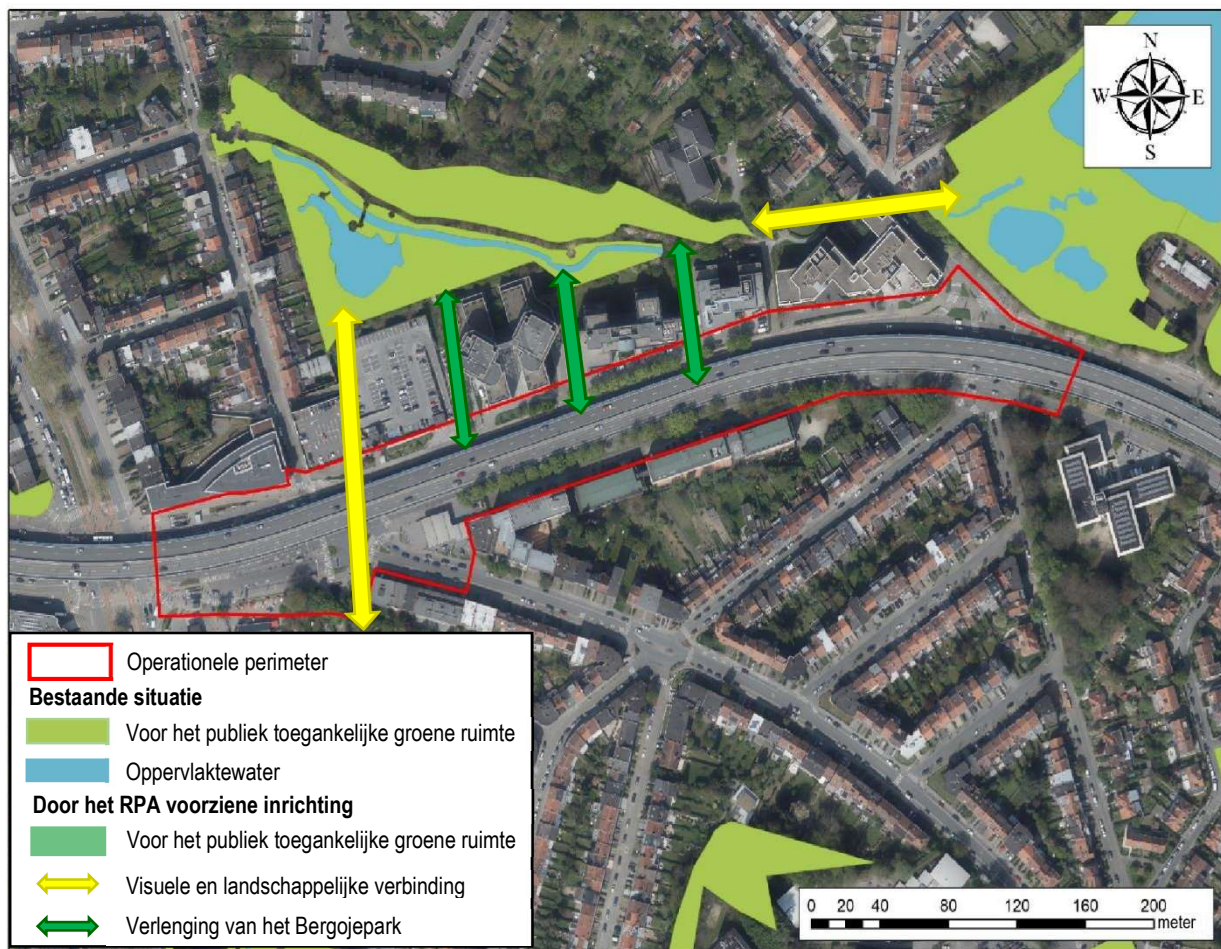 N
W E
S
Operationele perimeter
Bestaande situatie
Voor het publiek toegankelijke groene ruimte
Oppervlaktewater
Door het RPA voorziene inrichting
Voor het publiek toegankelijke groene ruimte
Visuele en landschappelijke verbinding
Verlenging van het Bergojepark
0 20 40 80 120 160 200
meter